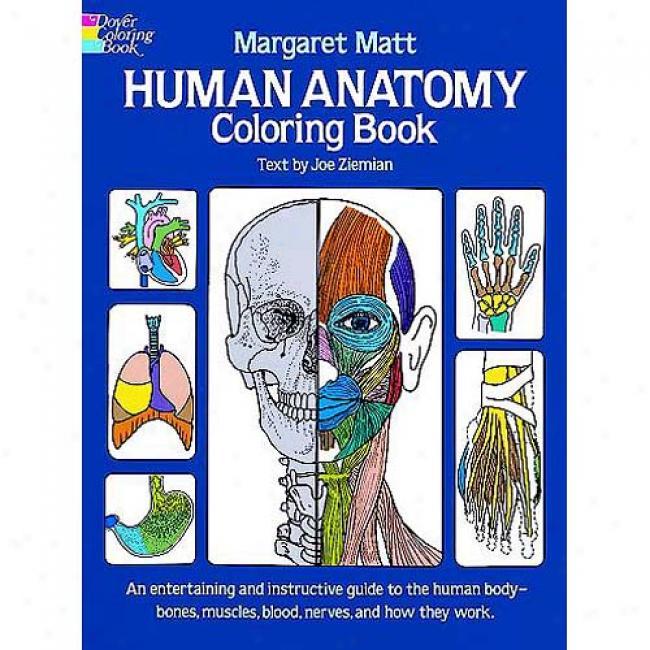 Dover
Coloring
Book
Margaret Matt
HUMAN ANATOMY
Coloring Book
Text by Joe Ziemian
An entertaining and instructive guide to the human body–
bones, muscles, blood, nerves, and how they work.